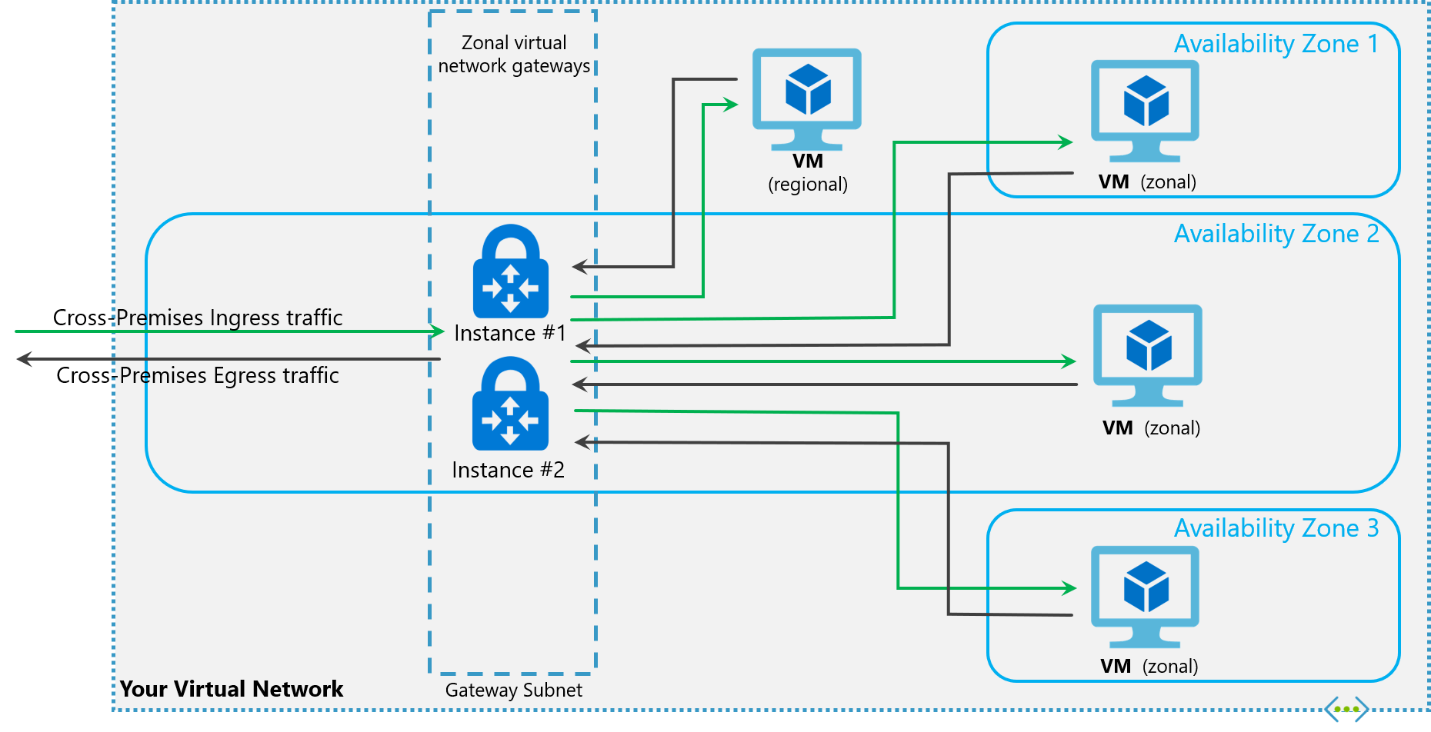 Zonal virtual
network gateways
VM
(regional)
Availability Zone 1
VM (zonal)
Availability Zone 2
Cross-Premises Ingress traffic
Instance #1
Cross-Premises Egress traffic
VM (zonal)
Instance #2
Availability Zone 3
VM (zonal)
Your Virtual Network
Gateway Subnet